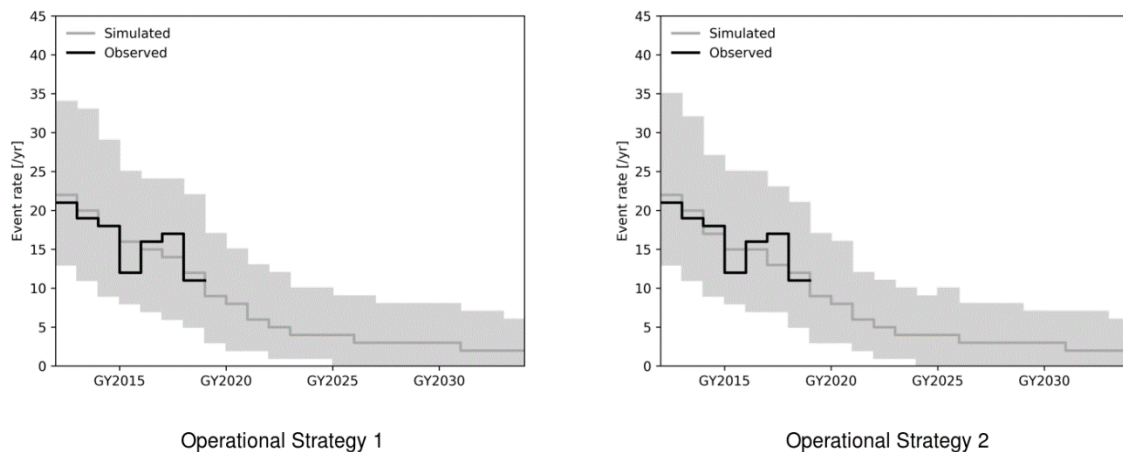 45
40
35
30
25
20
15
10
5
0
Event rate [/yr]
Simulated
Observed
GY2015 GY2020 GY2025 GY2030
Operational Strategy 1
45
40
35
30
25
20
15
10
5
0
Event rate [/yr]
Simulated
Observed
GY2015 GY2020 GY2025 GY2030
Operational Strategy 2